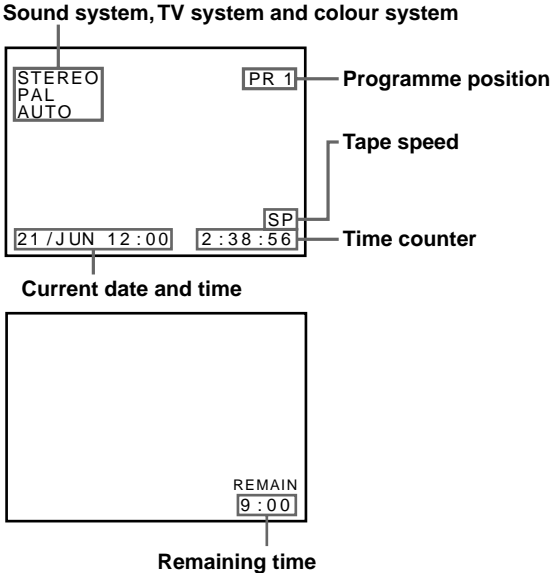 Sound system, TV system and colour system
STEREO
PAL
AUTO
PR 1
Programme position
Tape speed
SP
21/JUN 12:00
2:38:56
Time counter
Current date and time
REMAIN
9:00
Remaining time